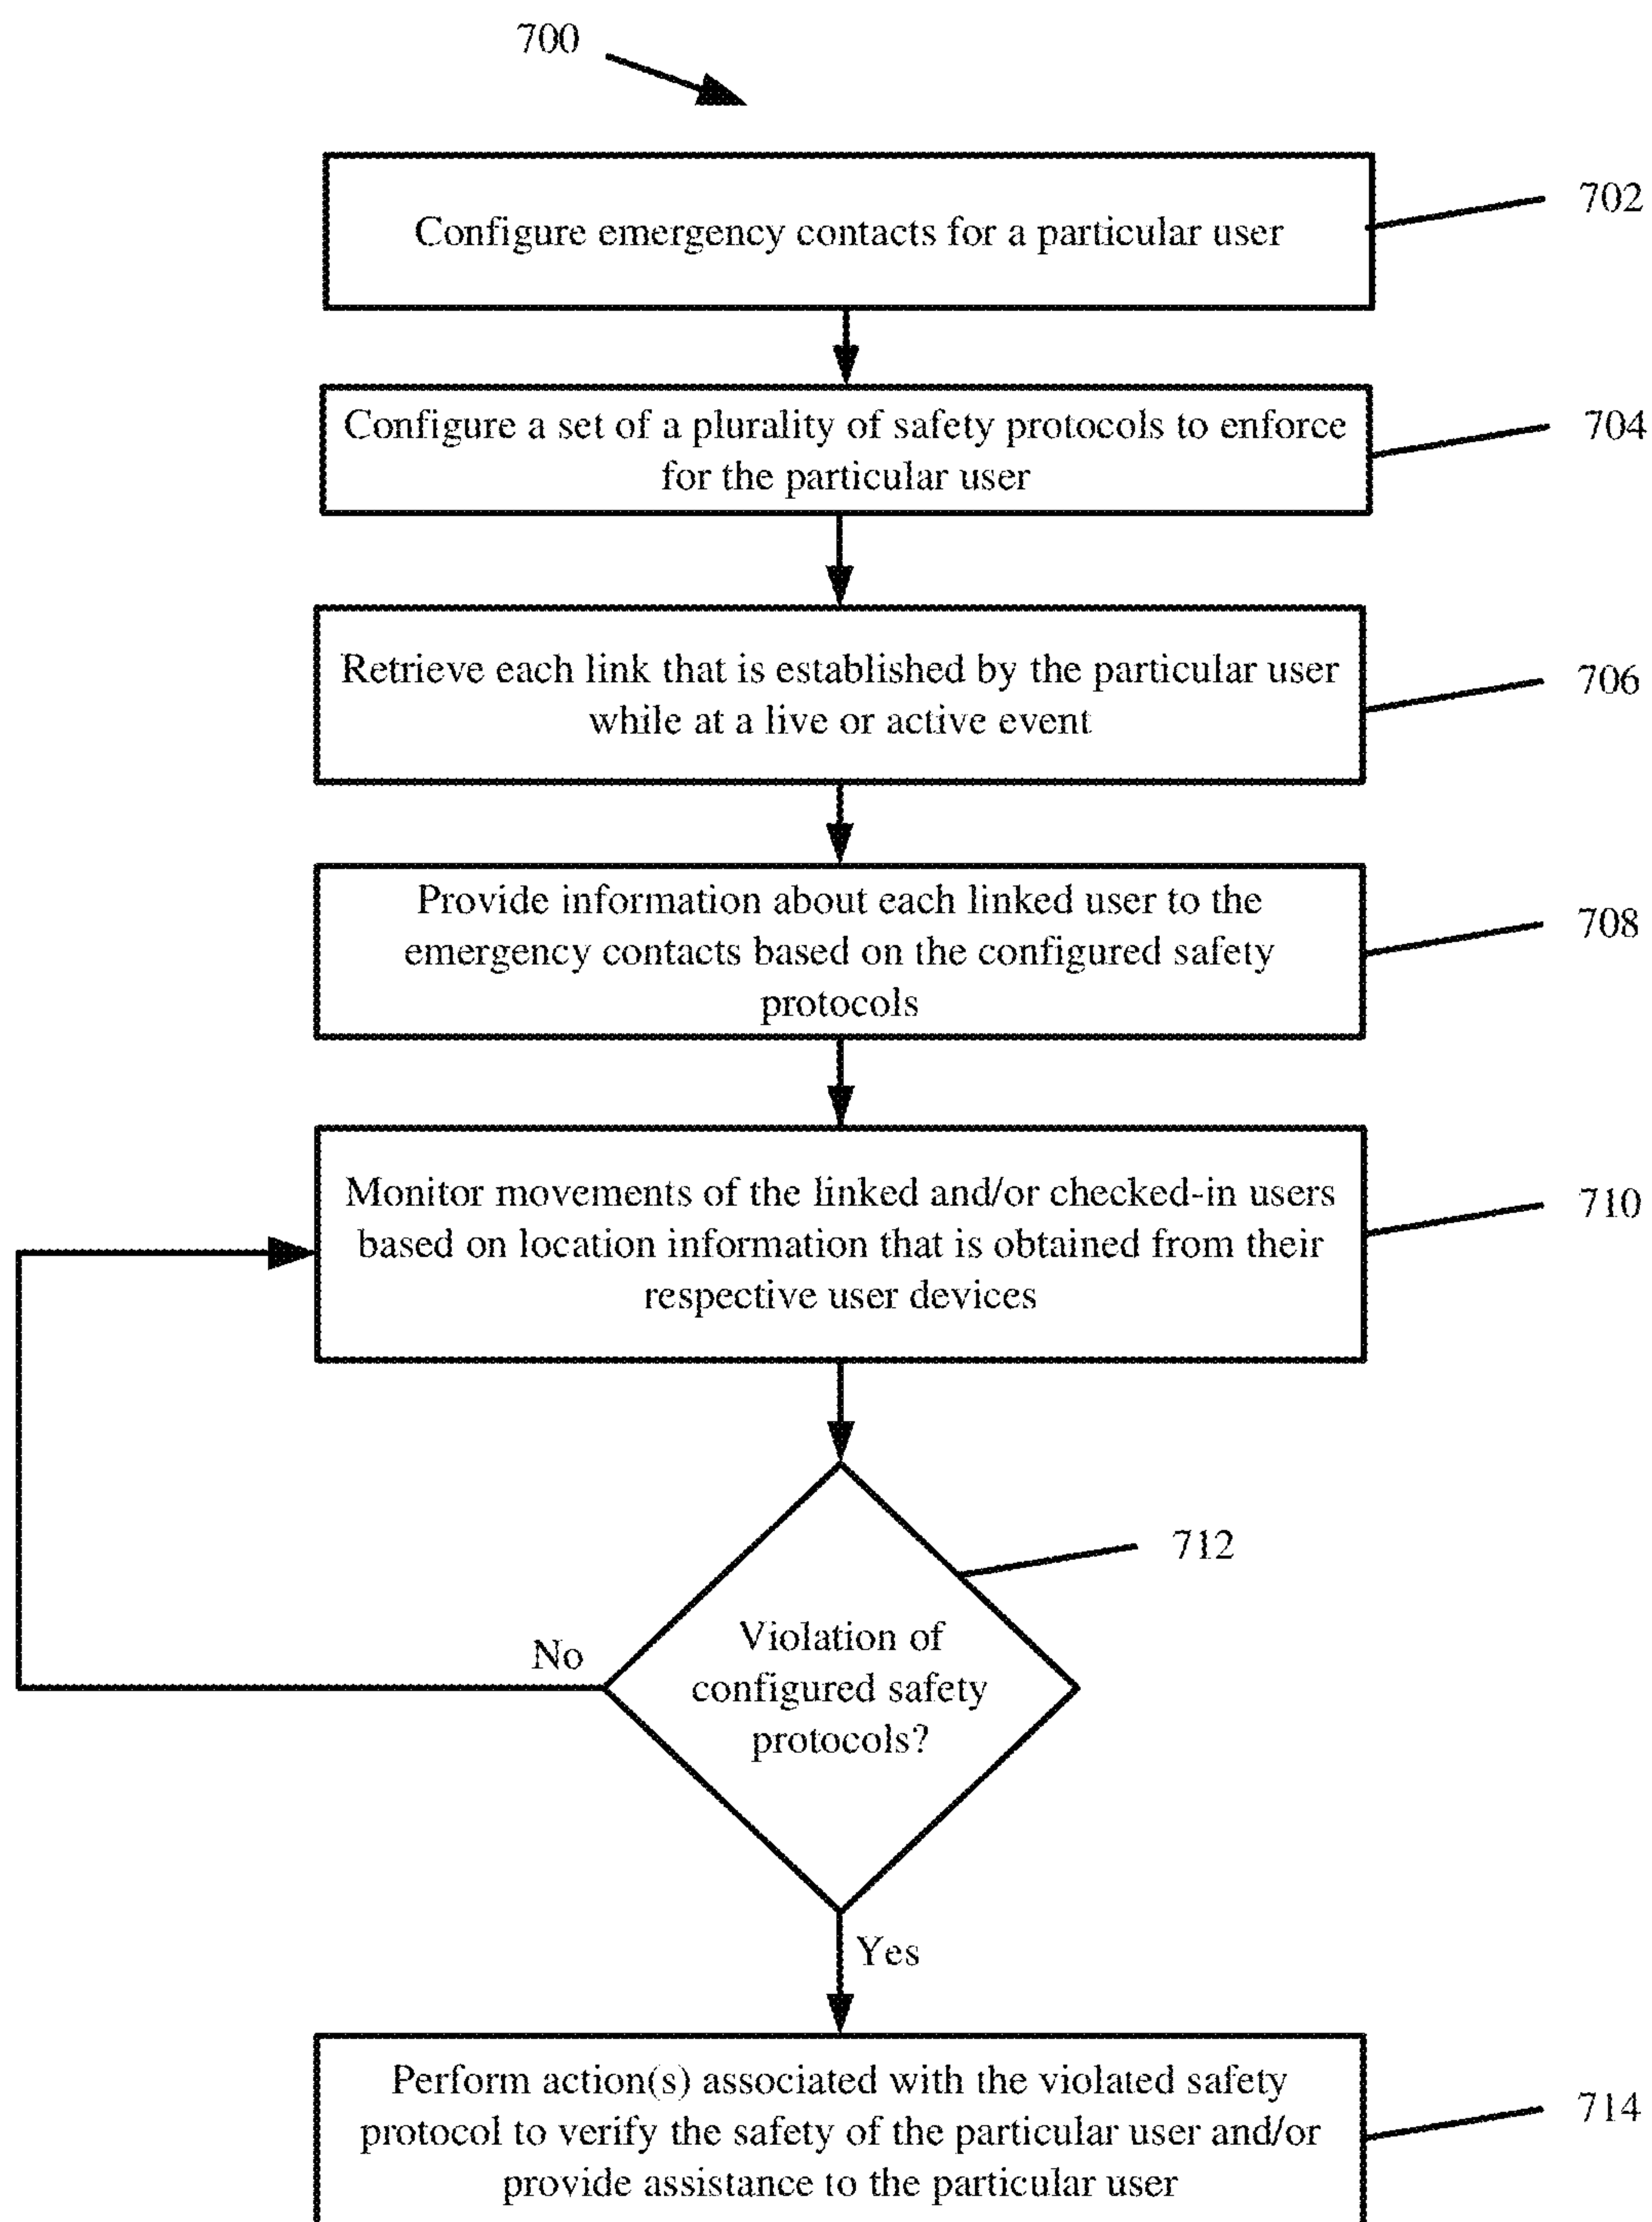 700
Configure emergency contacts for a particular user
702
Configure a set of a plurality of safety protocols to enforce
for the particular user
704
Retrieve each link that is established by the particular user
while at a live or active event
706
Provide information about each linked user to the
emergency contacts based on the configured safety
protocols
708
Monitor movements of the linked and/or checked-in users
based on location information that is obtained from their
respective user devices
710
712
Violation of
configured safety
protocols?
No
Yes
Perform action(s) associated with the violated safety
protocol to verify the safety of the particular user and/or
provide assistance to the particular user
714